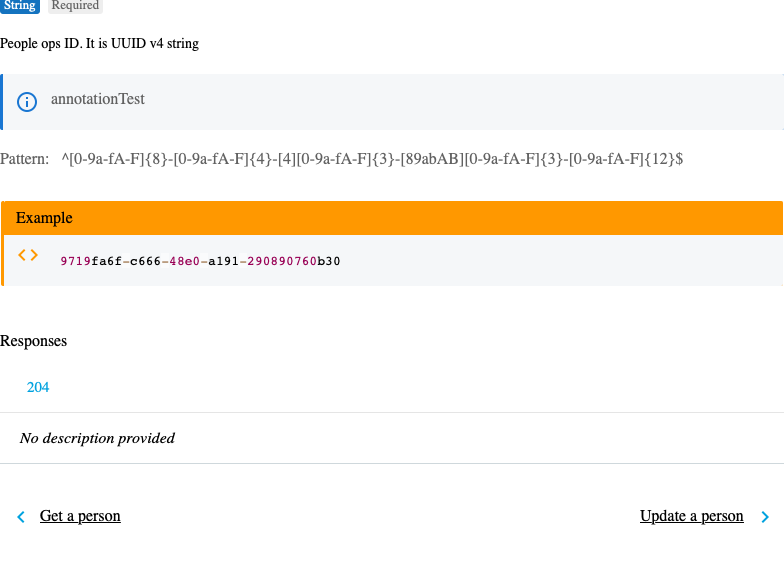 String Required
People ops ID. It is UUID v4 string
annotationTest
Pattern: ^[0-9a-fA-F]{8}-[0-9a-fA-F]{4}-[4][0-9a-fA-F]{3}-[89abAB][0-9a-fA-F]{3}-[0-9a-fA-F]{12}$
Example
9719fa6f-c666-48e0-a191-290890760b30
Responses
204
No description provided
Get a person Update a person